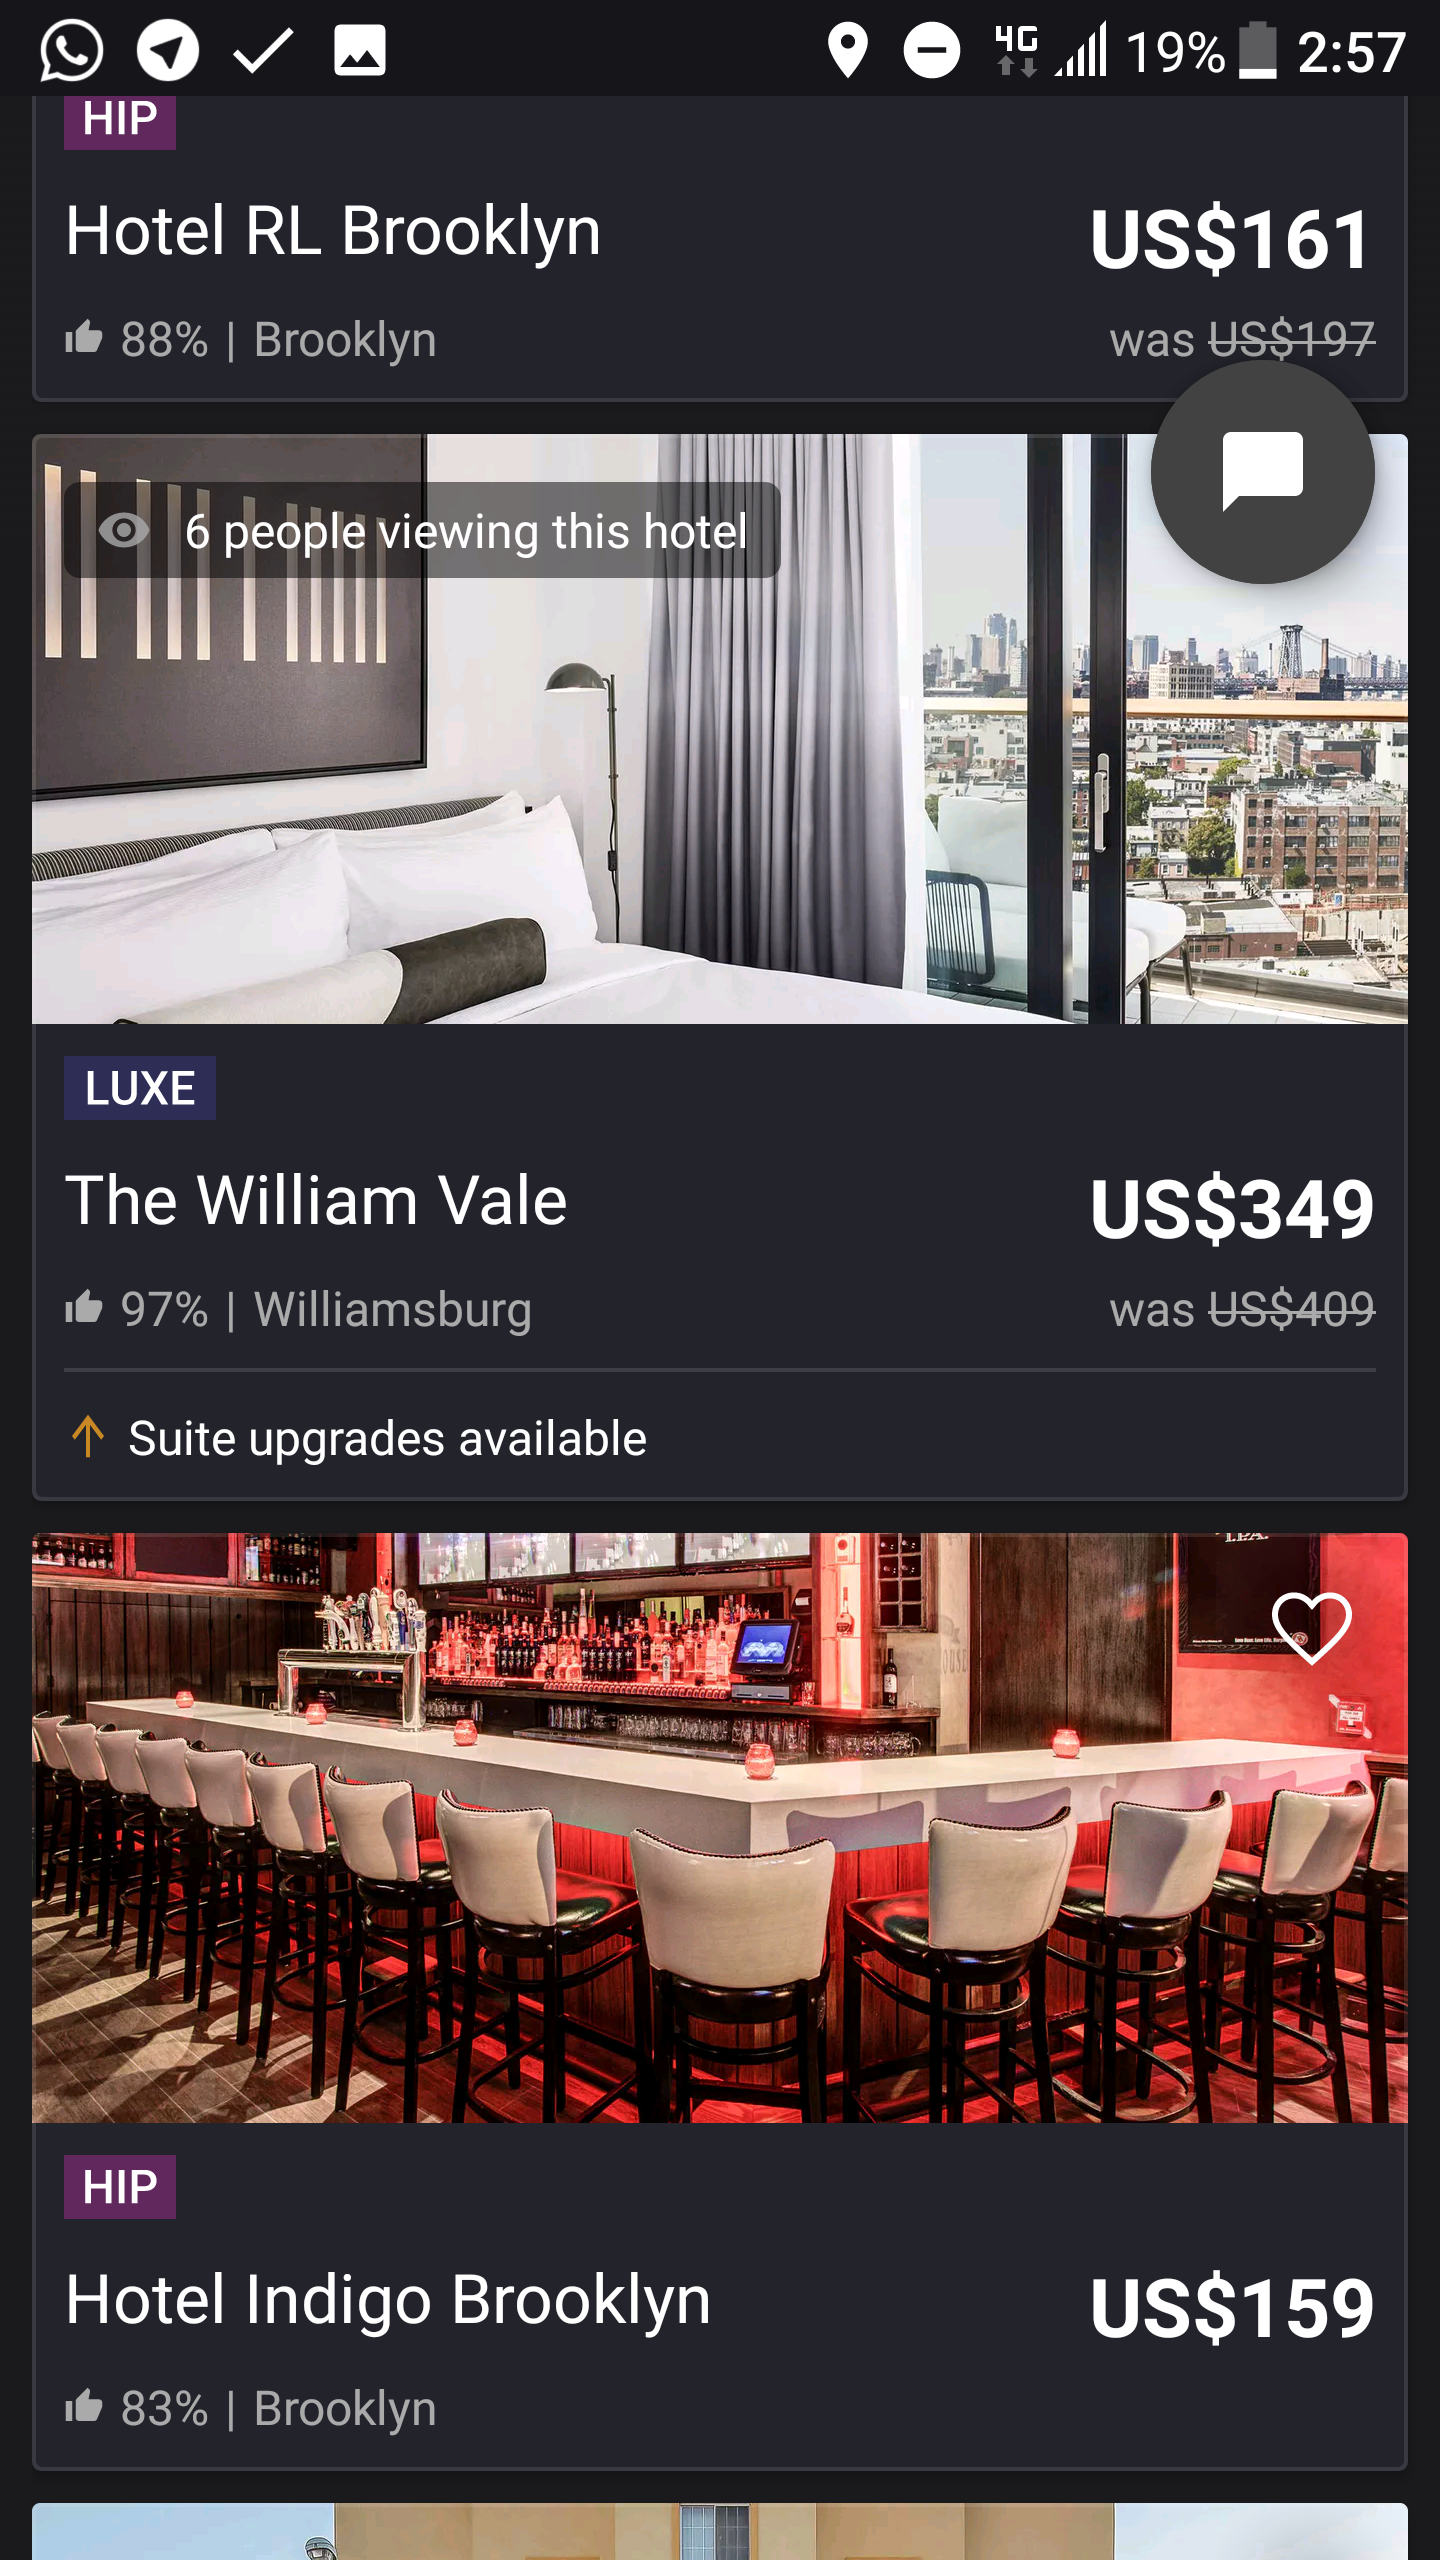 4G 19% 2:57
HIP
Hotel RL Brooklyn US$161
88% | Brooklyn was US$197
6 people viewing this hotel
LUXE
The William Vale US$349
97% | Williamsburg was US$409
Suite upgrades available
HIP
Hotel Indigo Brooklyn US$159
83% | Brooklyn